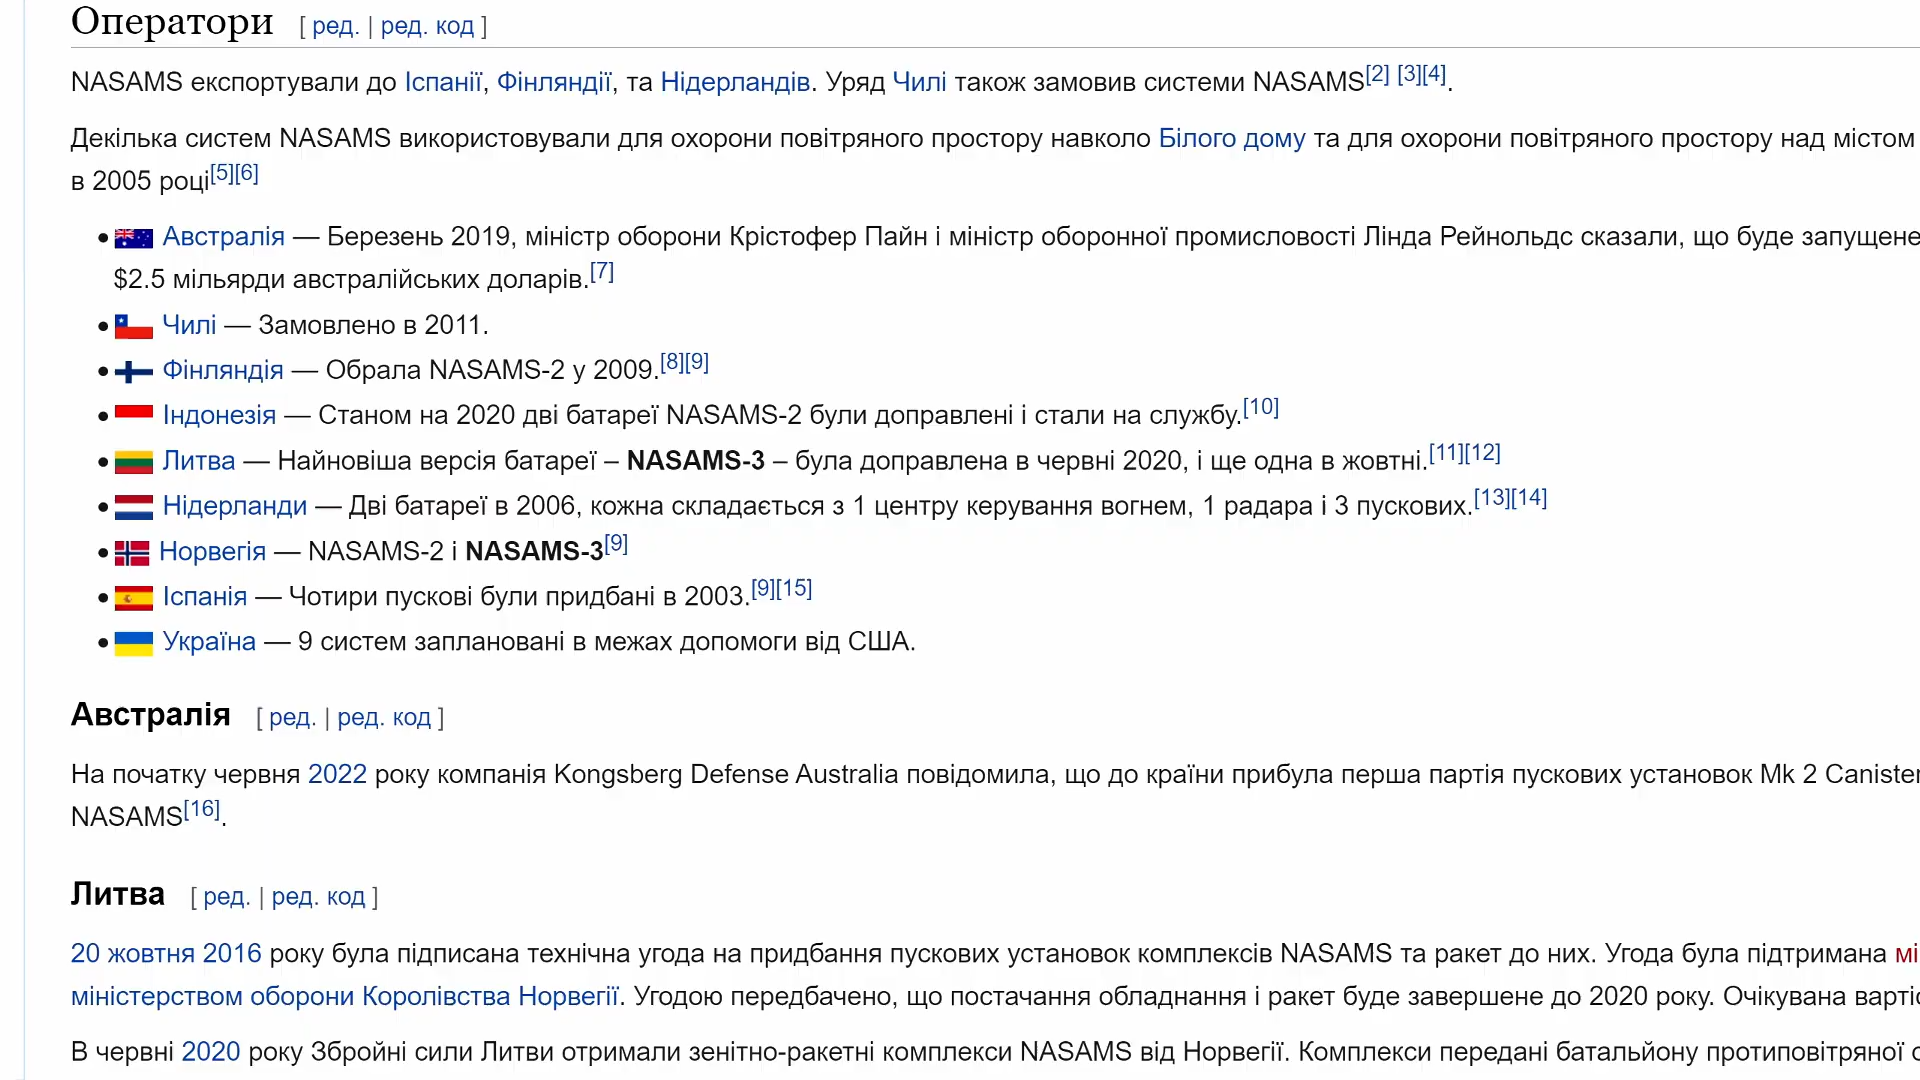 Оператори [ ред. | ред. код ]
NASAMS експортували до Іспанії, Фінляндії, та Нідерландів. Уряд Чилі також замовив системи NASAMS[2] [3][4].
Декілька систем NASAMS використовували для охорони повітряного простору навколо Білого дому та для охорони повітряного простору над містом
в 2005 році[5][6]
• Австралія — Березень 2019, міністр оборони Крістофер Пайн і міністр оборонної промисловості Лінда Рейнольдс сказали, що буде запущене
$2.5 мільярди австралійських доларів.[7]
• Чилі — Замовлено в 2011.
• Фінляндія — Обрала NASAMS-2 у 2009.[8][9]
• Індонезія — Станом на 2020 дві батареї NASAMS-2 були доправлені і стали на службу.[10]
• Литва — Найновіша версія батареї – NASAMS-3 – була доправлена в червні 2020, і ще одна в жовтні.[11][12]
• Нідерланди — Дві батареї в 2006, кожна складається з 1 центру керування вогнем, 1 радара і 3 пускових.[13][14]
• Норвегія — NASAMS-2 і NASAMS-3[9]
• Іспанія — Чотири пускові були придбані в 2003.[9][15]
• Україна — 9 систем заплановані в межах допомоги від США.
Австралія [ ред. | ред. код ]
На початку червня 2022 року компанія Kongsberg Defense Australia повідомила, що до країни прибула перша партія пускових установок Mk 2 Canister
NASAMS[16].
Литва [ ред. | ред. код ]
20 жовтня 2016 року була підписана технічна угода на придбання пускових установок комплексів NASAMS та ракет до них. Угода була підтримана мі
міністерством оборони Королівства Норвегії. Угодою передбачено, що постачання обладнання і ракет буде завершене до 2020 року. Очікувана варті
В червні 2020 року Збройні сили Литви отримали зенітно-ракетні комплекси NASAMS від Норвегії. Комплекси передані батальйону протиповітряної